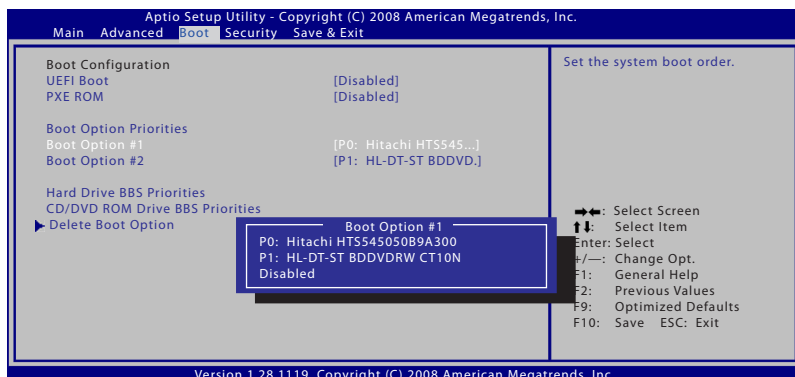 Aptio Setup Utility - Copyright (C) 2008 American Megatrends, Inc.
Main Advanced Boot Security Save & Exit
Boot Configuration
UEFI Boot [Disabled]
PXE ROM [Disabled]
Boot Option Priorities
Boot Option #1 [P0: Hitachi HTS545...]
Boot Option #2 [P1: HL-DT-ST BDDVD.]
Hard Drive BBS Priorities
CD/DVD ROM Drive BBS Priorities
Delete Boot Option
Boot Option #1
P0: Hitachi HTS545050B9A300
P1: HL-DT-ST BDDVDRW CT10N
Disabled
Set the system boot order.
→←: Select Screen
↑↓: Select Item
Enter: Select
+/—: Change Opt.
F1: General Help
F2: Previous Values
F9: Optimized Defaults
F10: Save ESC: Exit
Version 1.28.1119. Copyright (C) 2008 American Megatrends, Inc.